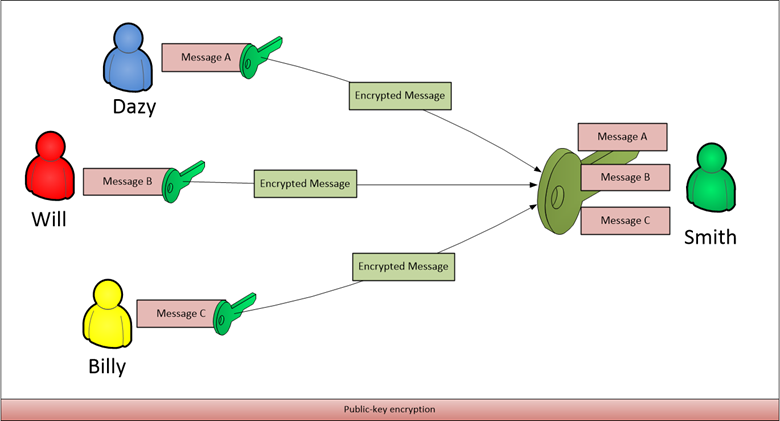 Message A
Dazy
Encrypted Message
Message A
Message B
Will
Encrypted Message
Message B
Message C
Smith
Encrypted Message
Message C
Billy
Public-key encryption